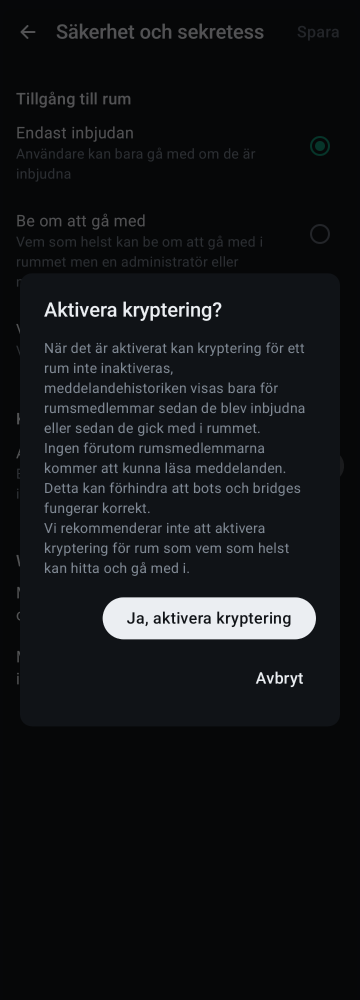 Säkerhet och sekretess
Spara
Tillgång till rum
Endast inbjudan
Användare kan bara gå med om de är
inbjudna
Be om att gå med
Vem som helst kan be om att gå med i
rummet men en administratör eller
Aktivera kryptering?
När det är aktiverat kan kryptering för ett
rum inte inaktiveras,
meddelandehistoriken visas bara för
rumsmedlemmar sedan de blev inbjudna
eller sedan de gick med i rummet.
Ingen förutom rumsmedlemmarna
kommer att kunna läsa meddelanden.
Detta kan förhindra att bots och bridges
fungerar korrekt.
Vi rekommenderar inte att aktivera
kryptering för rum som vem som helst
kan hitta och gå med i.
Ja, aktivera kryptering
Avbryt